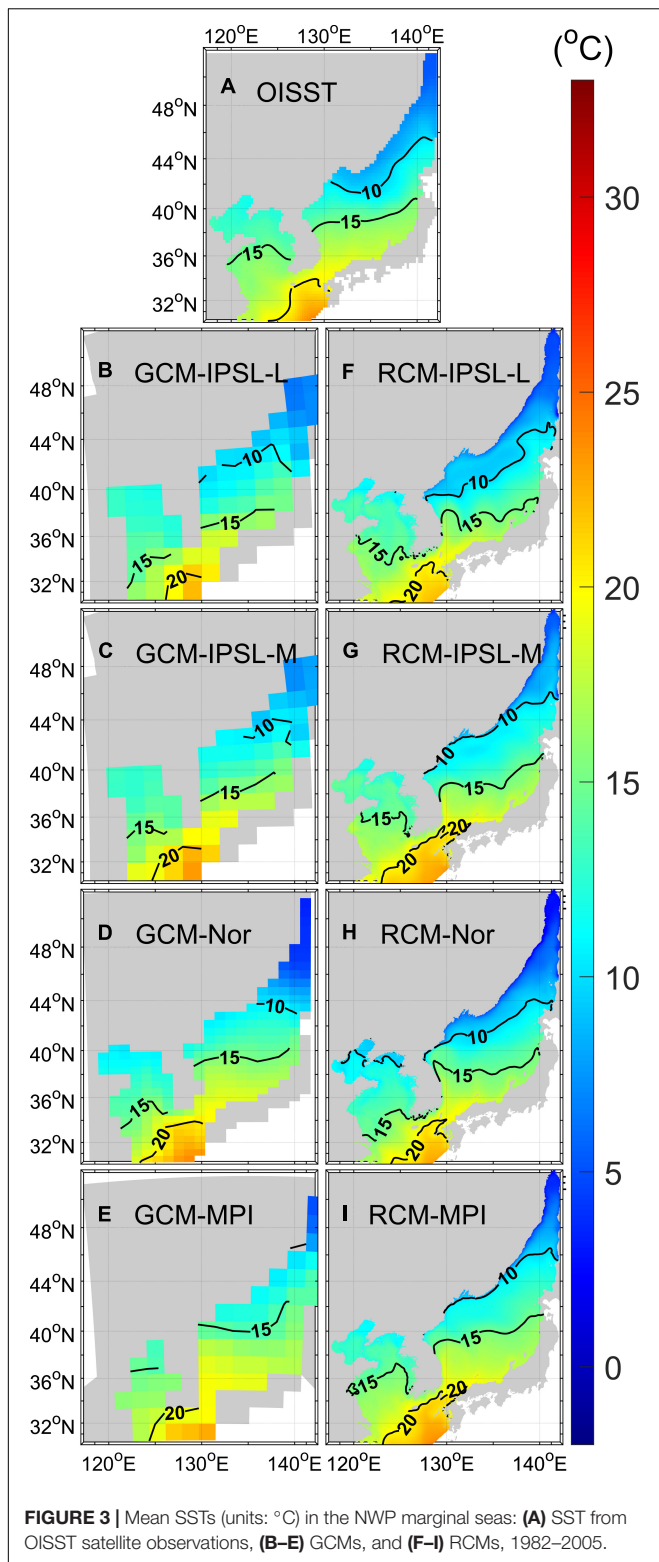 120°E 130°E 140°E
(°C)
A OISST
48°N
44°N
40°N
36°N
32°N
10
15
15
30
25
20
15
10
5
0
B GCM-IPSL-L
48°N
44°N
40°N
36°N
32°N
10
15
15
20
F RCM-IPSL-L
10
15
15
20
C GCM-IPSL-M
48°N
44°N
40°N
36°N
32°N
10
15
15
20
G RCM-IPSL-M
10
10
15
15
20
20
D GCM-Nor
48°N
44°N
40°N
36°N
32°N
10
15
15
20
H RCM-Nor
10
15
15
20
E GCM-MPI
48°N
44°N
40°N
36°N
32°N
15
20
I RCM-MPI
10
15
15
20
20
120°E 130°E 140°E 120°E 130°E 140°E
FIGURE 3 | Mean SSTs (units: °C) in the NWP marginal seas: (A) SST from
OISST satellite observations, (B–E) GCMs, and (F–I) RCMs, 1982–2005.